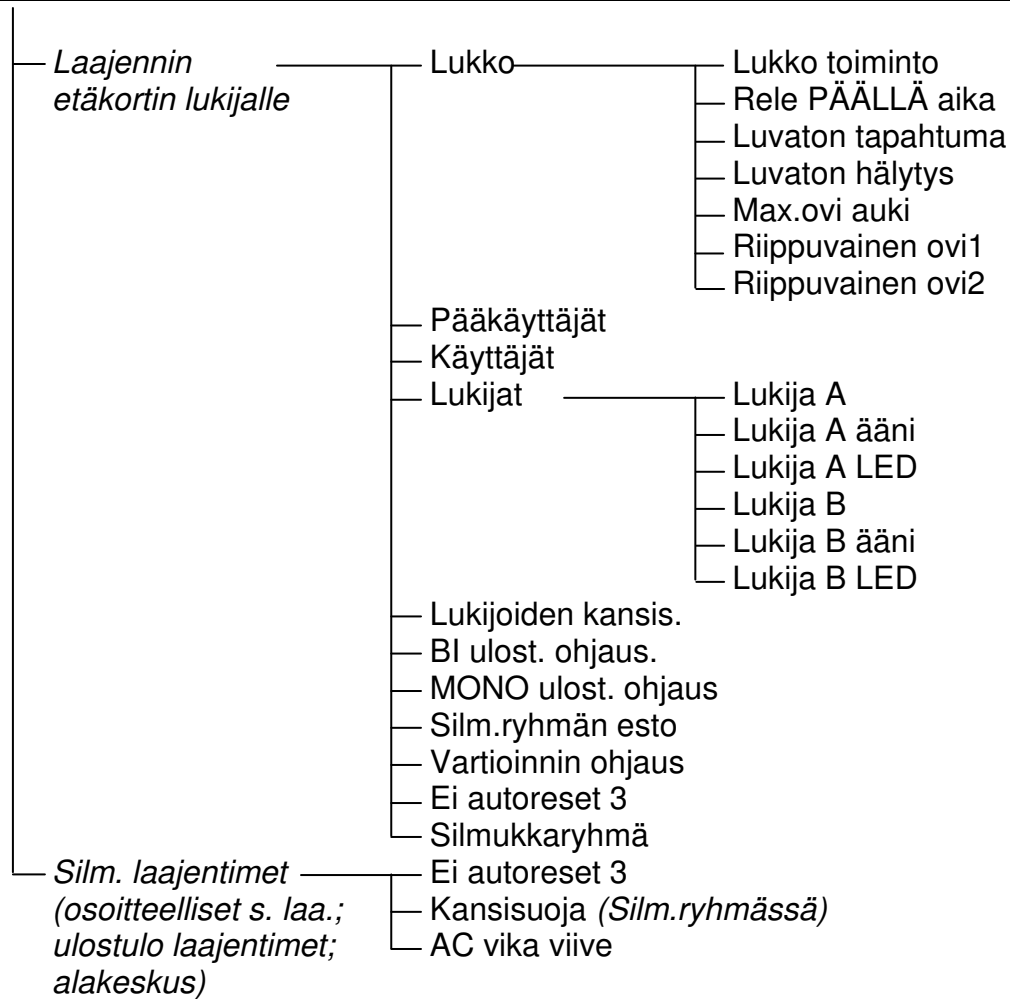 Laajennin
etäkortin lukijalle
Lukko
Lukko toiminto
Rele PÄÄLLÄ aika
Luvaton tapahtuma
Luvaton hälytys
Max.ovi auki
Riippuvainen ovi1
Riippuvainen ovi2
Pääkäyttäjät
Käyttäjät
Lukijat
Lukija A
Lukija A ääni
Lukija A LED
Lukija B
Lukija B ääni
Lukija B LED
Lukijoiden kansis.
BI ulost. ohjaus.
MONO ulost. ohjaus
Silm.ryhmän esto
Vartioinnin ohjaus
Ei autoreset 3
Silmukkaryhmä
Silm. laajentimet
(osoitteelliset s. laa.;
ulostulo laajentimet;
alakeskus)
Ei autoreset 3
Kansisuoja (Silm.ryhmässä)
AC vika viive